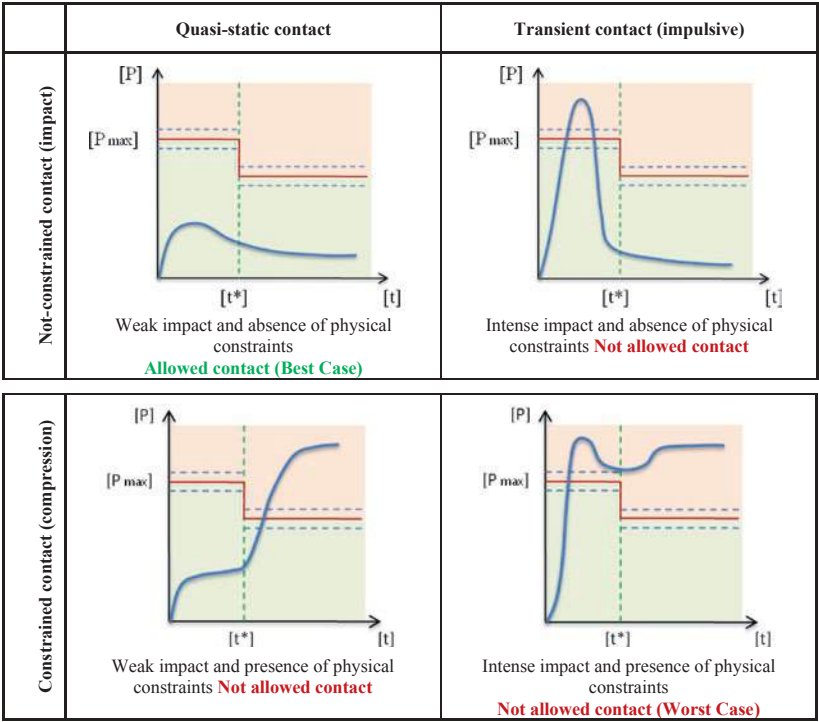 Quasi-static contact
Transient contact (impulsive)
Not-constrained contact (impact)
[P]
[P max]
[t*]
[t]
Weak impact and absence of physical
constraints
Allowed contact (Best Case)
[P]
[P max]
[t*]
[t]
Intense impact and absence of physical
constraints Not allowed contact
Constrained contact (compression)
[P]
[P max]
[t*]
[t]
Weak impact and presence of physical
constraints Not allowed contact
[P]
[P max]
[t*]
[t]
Intense impact and presence of physical
constraints
Not allowed contact (Worst Case)